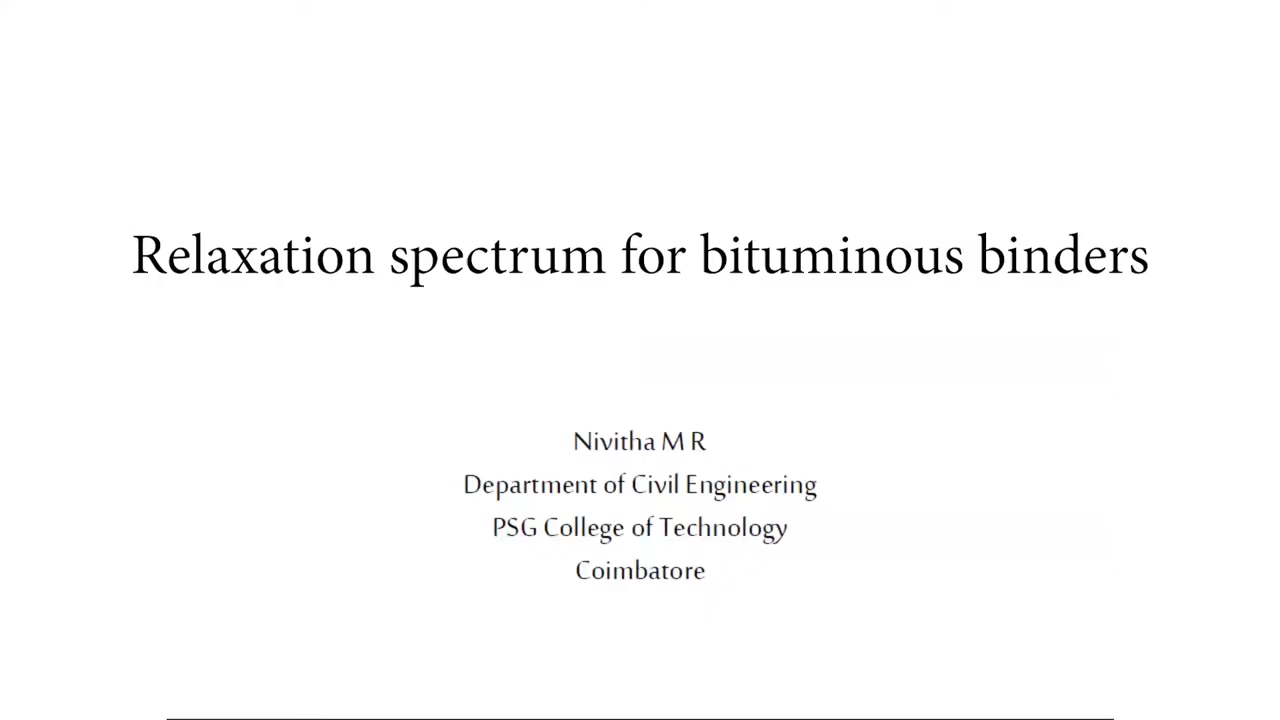 Relaxation spectrum for bituminous binders
Nivitha M R
Department of Civil Engineering
PSG College of Technology
Coimbatore